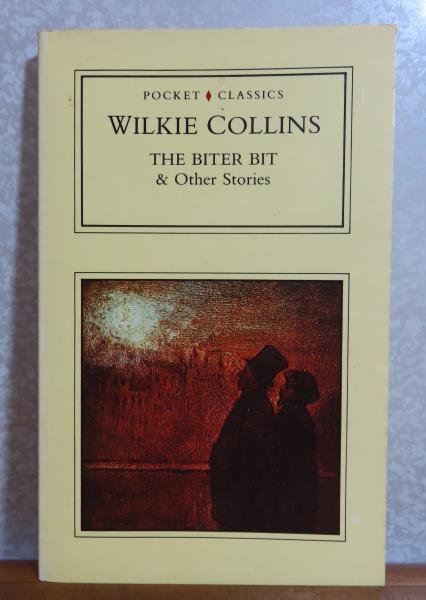 POCKET ♦ CLASSICS
WILKIE COLLINS
THE BITER BIT
& Other Stories